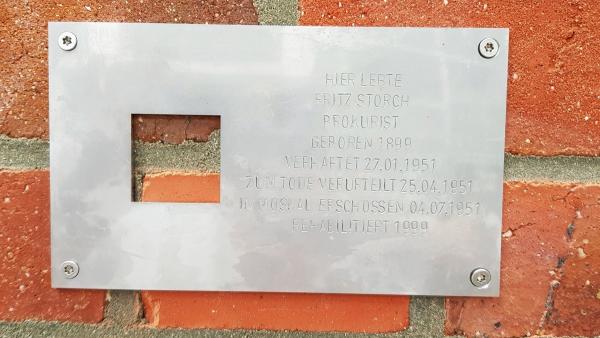 HIER LEBTE
FRITZ STORCH
PROKURIST
GEBOREN 1899
VERHAFTET 27.01.1951
ZUM TODE VERURTEILT 25.04.1951
IN MOSKAU ERSCHOSSEN 04.07.1951
REHABILITIERT 1999